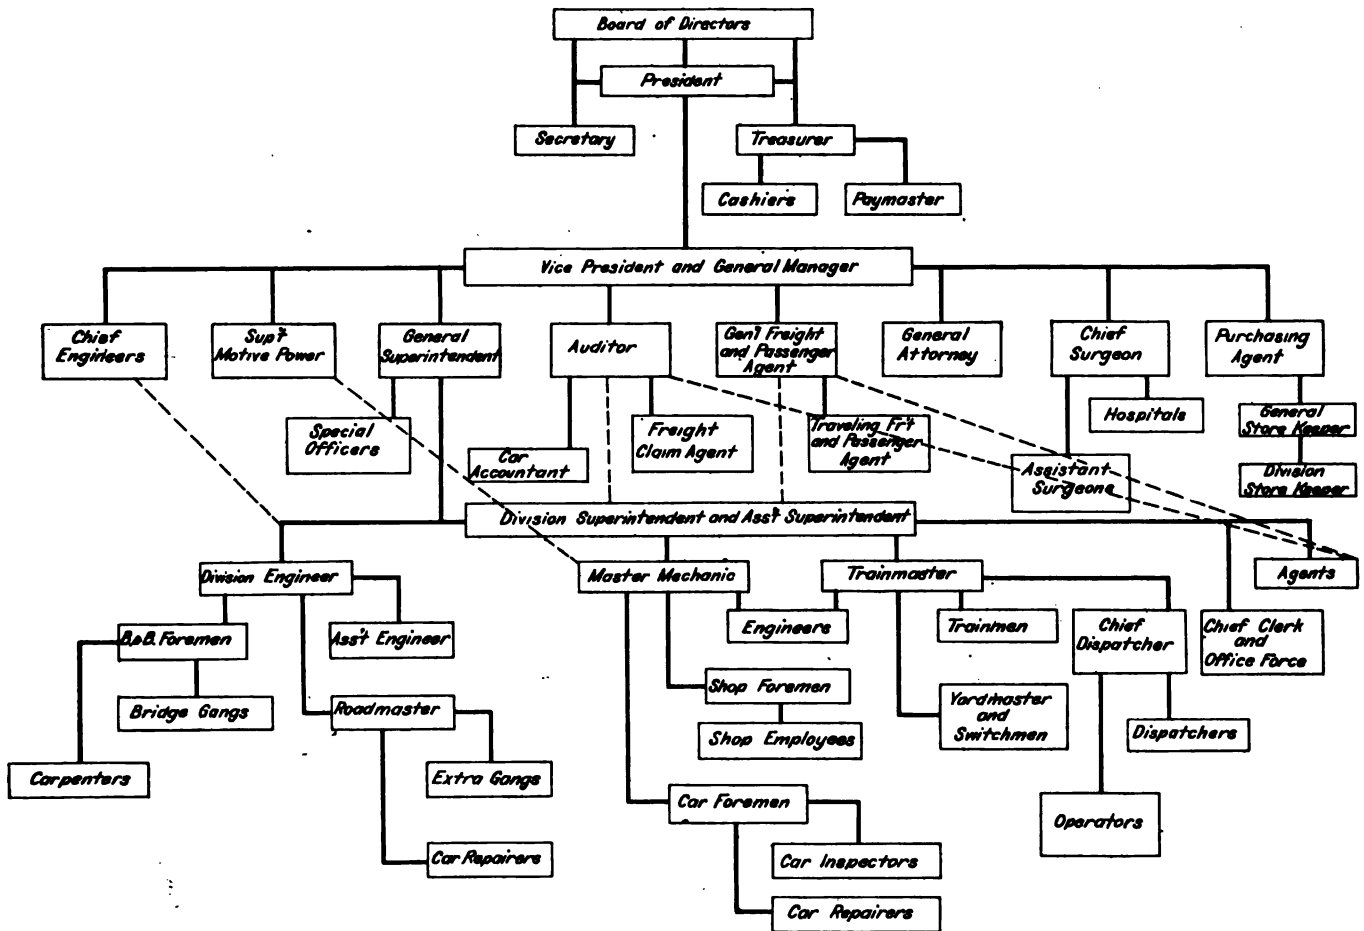 Board of Directors
President
Secretary
Treasurer
Cashiers
Paymaster
Vice President and General Manager
Chief
Engineers
Sup't
Motive Power
General
Superintendent
Auditor
Gen'l Freight
and Passenger
Agent
General
Attorney
Chief
Surgeon
Purchasing
Agent
Special
Officers
Car
Accountant
Freight
Claim Agent
Traveling Fr't
and Passenger
Agent
Hospitals
General
Store Keeper
Assistant
Surgeons
Division
Store Keeper
Division Superintendent and Ass't Superintendent
Division Engineer
Master Mechanic
Trainmaster
Agents
B.&B. Foremen
Ass't Engineer
Engineers
Trainmen
Chief
Dispatcher
Chief Clerk
and
Office Force
Bridge Gangs
Roadmaster
Shop Foremen
Shop Employees
Yardmaster
and
Switchmen
Dispatchers
Carpenters
Extra Gangs
Car Foremen
Operators
Car Repairers
Car Inspectors
Car Repairers